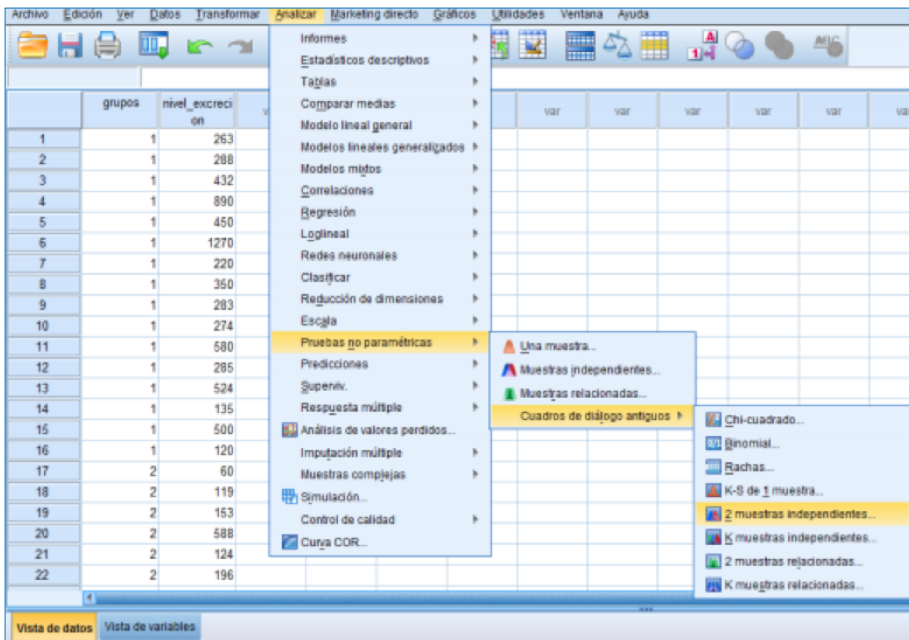 Archivo Edición Ver Datos Transformar Analizar Marketing directo Gráficos Utilidades Ventana Ayuda
Informes
Estadísticos descriptivos
Tablas
Comparar medias
Modelo lineal general
Modelos lineales generalizados
Modelos mixtos
Correlaciones
Regresión
Loglineal
Redes neuronales
Clasificar
Reducción de dimensiones
Escala
Pruebas no paramétricas
Predicciones
Superviv.
Respuesta múltiple
Análisis de valores perdidos...
Imputación múltiple
Muestras complejas
Simulación...
Control de calidad
Curva COR...
Una muestra...
Muestras independientes...
Muestras relacionadas...
Cuadros de diálogo antiguos
Chi-cuadrado...
Binomial...
Rachas...
K-S de 1 muestra...
2 muestras independientes...
K muestras independientes...
2 muestras relacionadas...
K muestras relacionadas...
grupos nivel_excreci on var var var var var
1 1 263
2 1 288
3 1 432
4 1 890
5 1 450
6 1 1270
7 1 220
8 1 350
9 1 283
10 1 274
11 1 580
12 1 285
13 1 524
14 1 135
15 1 500
16 1 120
17 2 60
18 2 119
19 2 153
20 2 588
21 2 124
22 2 196
Vista de datos Vista de variables